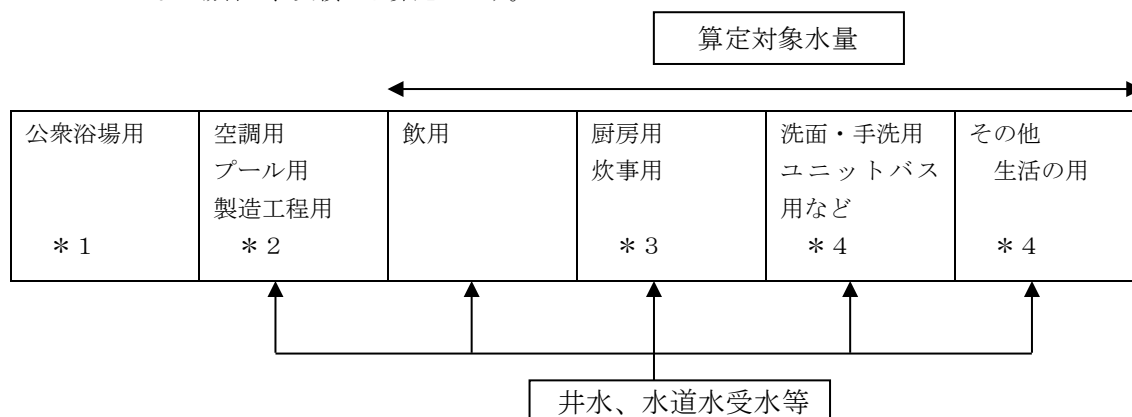 算定対象水量
公衆浴場用
＊１
空調用
プール用
製造工程用
＊２
飲用
厨房用
炊事用
＊３
洗面・手洗用
ユニットバス
用など
＊４
その他
生活の用
＊４
井水、水道水受水等